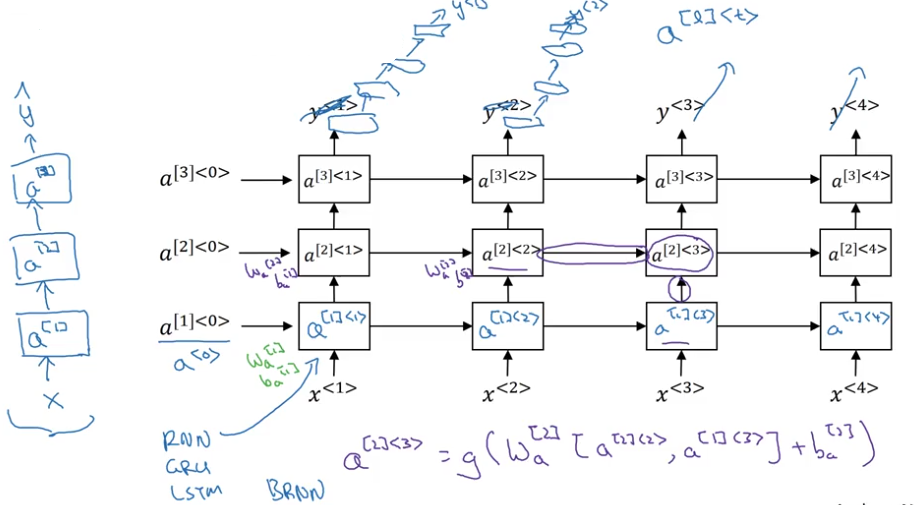 y<1> y<2> a^[l]<t>
ŷ
y<1> y<2> y<3> y<4>
a^[3] a^[3]<0> a^[3]<1> a^[3]<2> a^[3]<3> a^[3]<4>
a^[2] a^[2]<0> a^[2]<1> a^[2]<2> a^[2]<3> a^[2]<4>
W_a^[2] b_a^[2] W_a^[2] b_a^[2]
a^[1] a^[1]<0> a^[1]<1> a^[1]<2> a^[1]<3> a^[1]<4>
a^[0] W_a^[1] b_a^[1]
x x<1> x<2> x<3> x<4>
RNN
a^[2]<3> = g(W_a^[2] [a^[2]<2>, a^[1]<3>] + b_a^[2])
GRU
LSTM BRNN